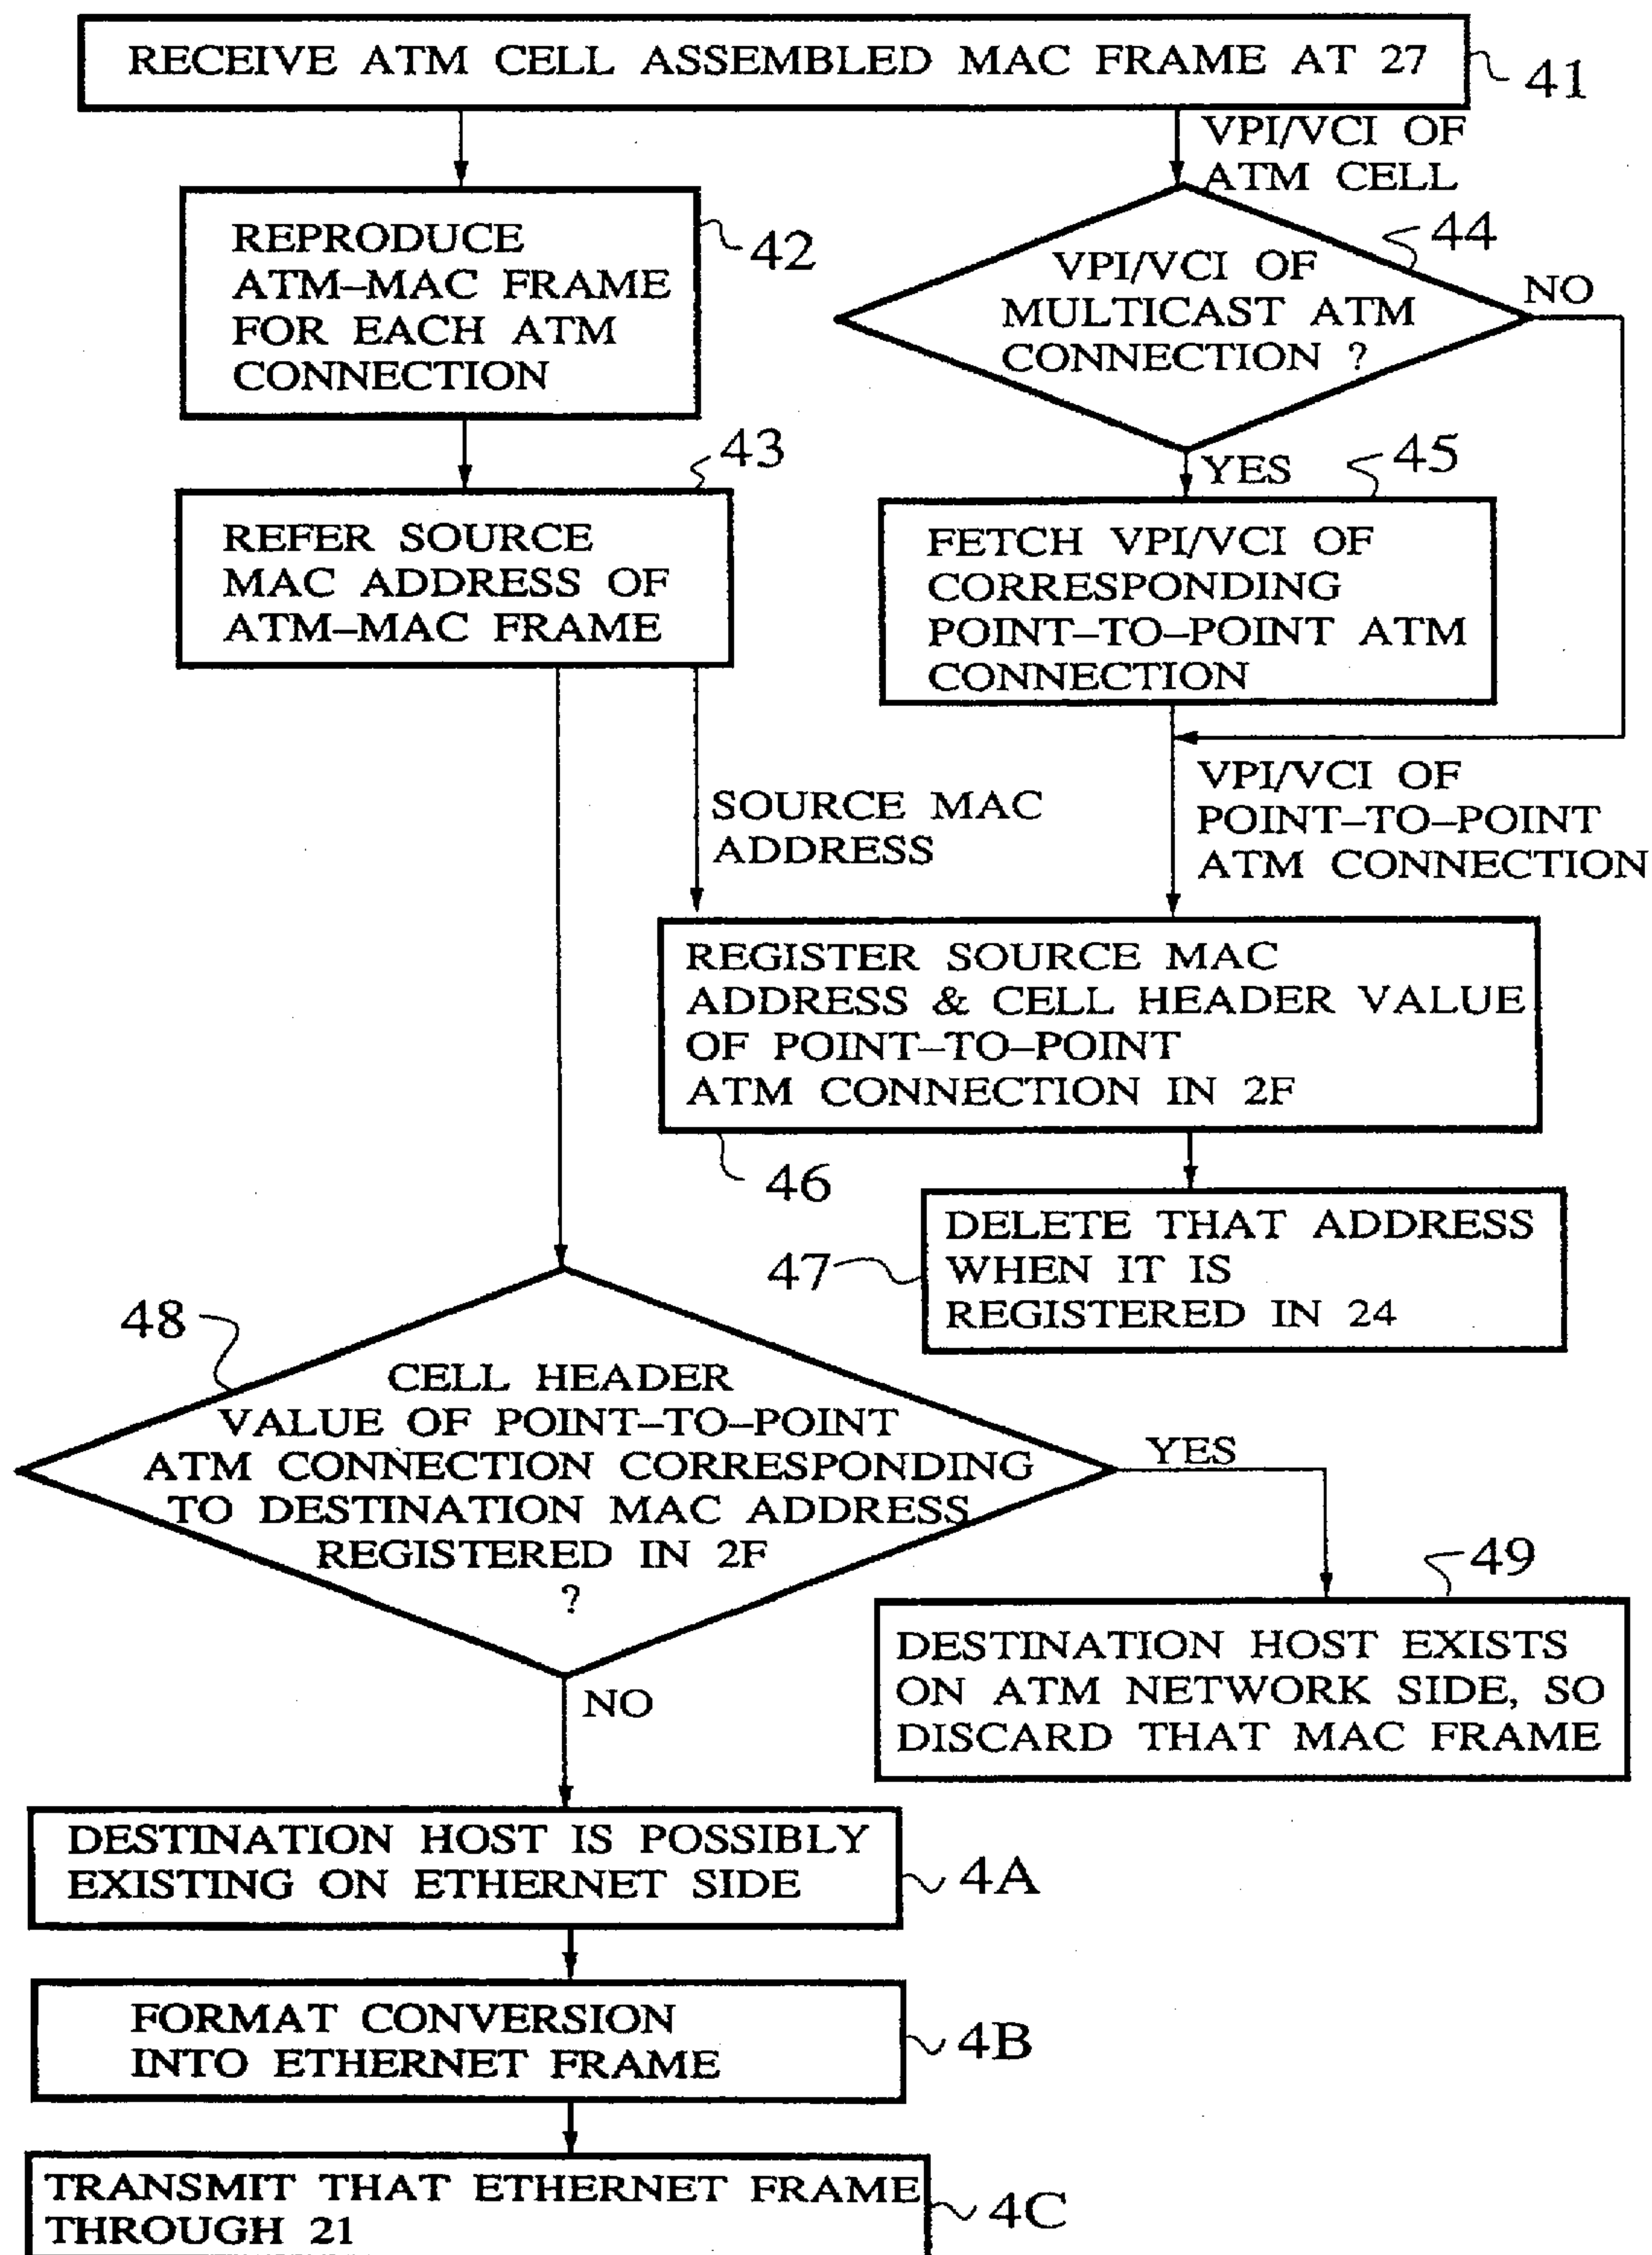 RECEIVE ATM CELL ASSEMBLED MAC FRAME AT 27
41
VPI/VCI OF
ATM CELL
REPRODUCE
ATM–MAC FRAME
FOR EACH ATM
CONNECTION
42
VPI/VCI OF
MULTICAST ATM
CONNECTION ?
44
NO
YES
43
REFER SOURCE
MAC ADDRESS OF
ATM–MAC FRAME
45
FETCH VPI/VCI OF
CORRESPONDING
POINT–TO–POINT ATM
CONNECTION
SOURCE MAC
ADDRESS
VPI/VCI OF
POINT–TO–POINT
ATM CONNECTION
REGISTER SOURCE MAC
ADDRESS & CELL HEADER VALUE
OF POINT–TO–POINT
ATM CONNECTION IN 2F
46
47
DELETE THAT ADDRESS
WHEN IT IS
REGISTERED IN 24
48
CELL HEADER
VALUE OF POINT–TO–POINT
ATM CONNECTION CORRESPONDING
TO DESTINATION MAC ADDRESS
REGISTERED IN 2F
?
YES
49
DESTINATION HOST EXISTS
ON ATM NETWORK SIDE, SO
DISCARD THAT MAC FRAME
NO
DESTINATION HOST IS POSSIBLY
EXISTING ON ETHERNET SIDE
4A
FORMAT CONVERSION
INTO ETHERNET FRAME
4B
TRANSMIT THAT ETHERNET FRAME
THROUGH 21
4C